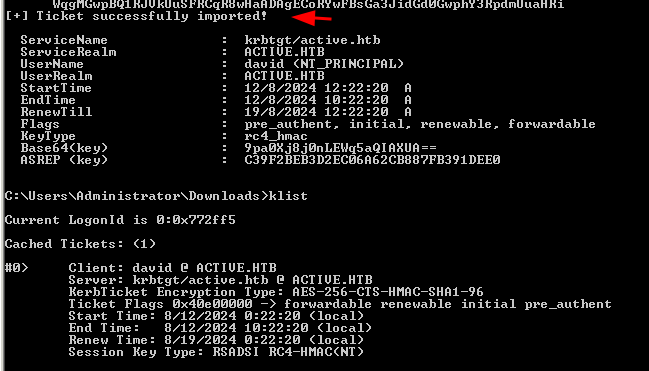 [+] Ticket successfully imported!
ServiceName : krbtgt/active.htb
ServiceRealm : ACTIVE.HTB
UserName : david (NT_PRINCIPAL)
UserRealm : ACTIVE.HTB
StartTime : 12/8/2024 12:22:20 A
EndTime : 12/8/2024 10:22:20 A
RenewTill : 19/8/2024 12:22:20 A
Flags : pre_authent, initial, renewable, forwardable
KeyType : rc4_hmac
Base64(key) : 9pa0Xj8j0nLEWq5aQIAXUA==
ASREP (key) : C39F2BEB3D2EC06A62CB887FB391DEE0
C:\Users\Administrator\Downloads>klist
Current LogonId is 0:0x772ff5
Cached Tickets: (1)
#0> Client: david @ ACTIVE.HTB
Server: krbtgt/active.htb @ ACTIVE.HTB
KerbTicket Encryption Type: AES-256-CTS-HMAC-SHA1-96
Ticket Flags 0x40e00000 -> forwardable renewable initial pre_authent
Start Time: 8/12/2024 0:22:20 (local)
End Time: 8/12/2024 10:22:20 (local)
Renew Time: 8/19/2024 0:22:20 (local)
Session Key Type: RSADSI RC4-HMAC(NT)